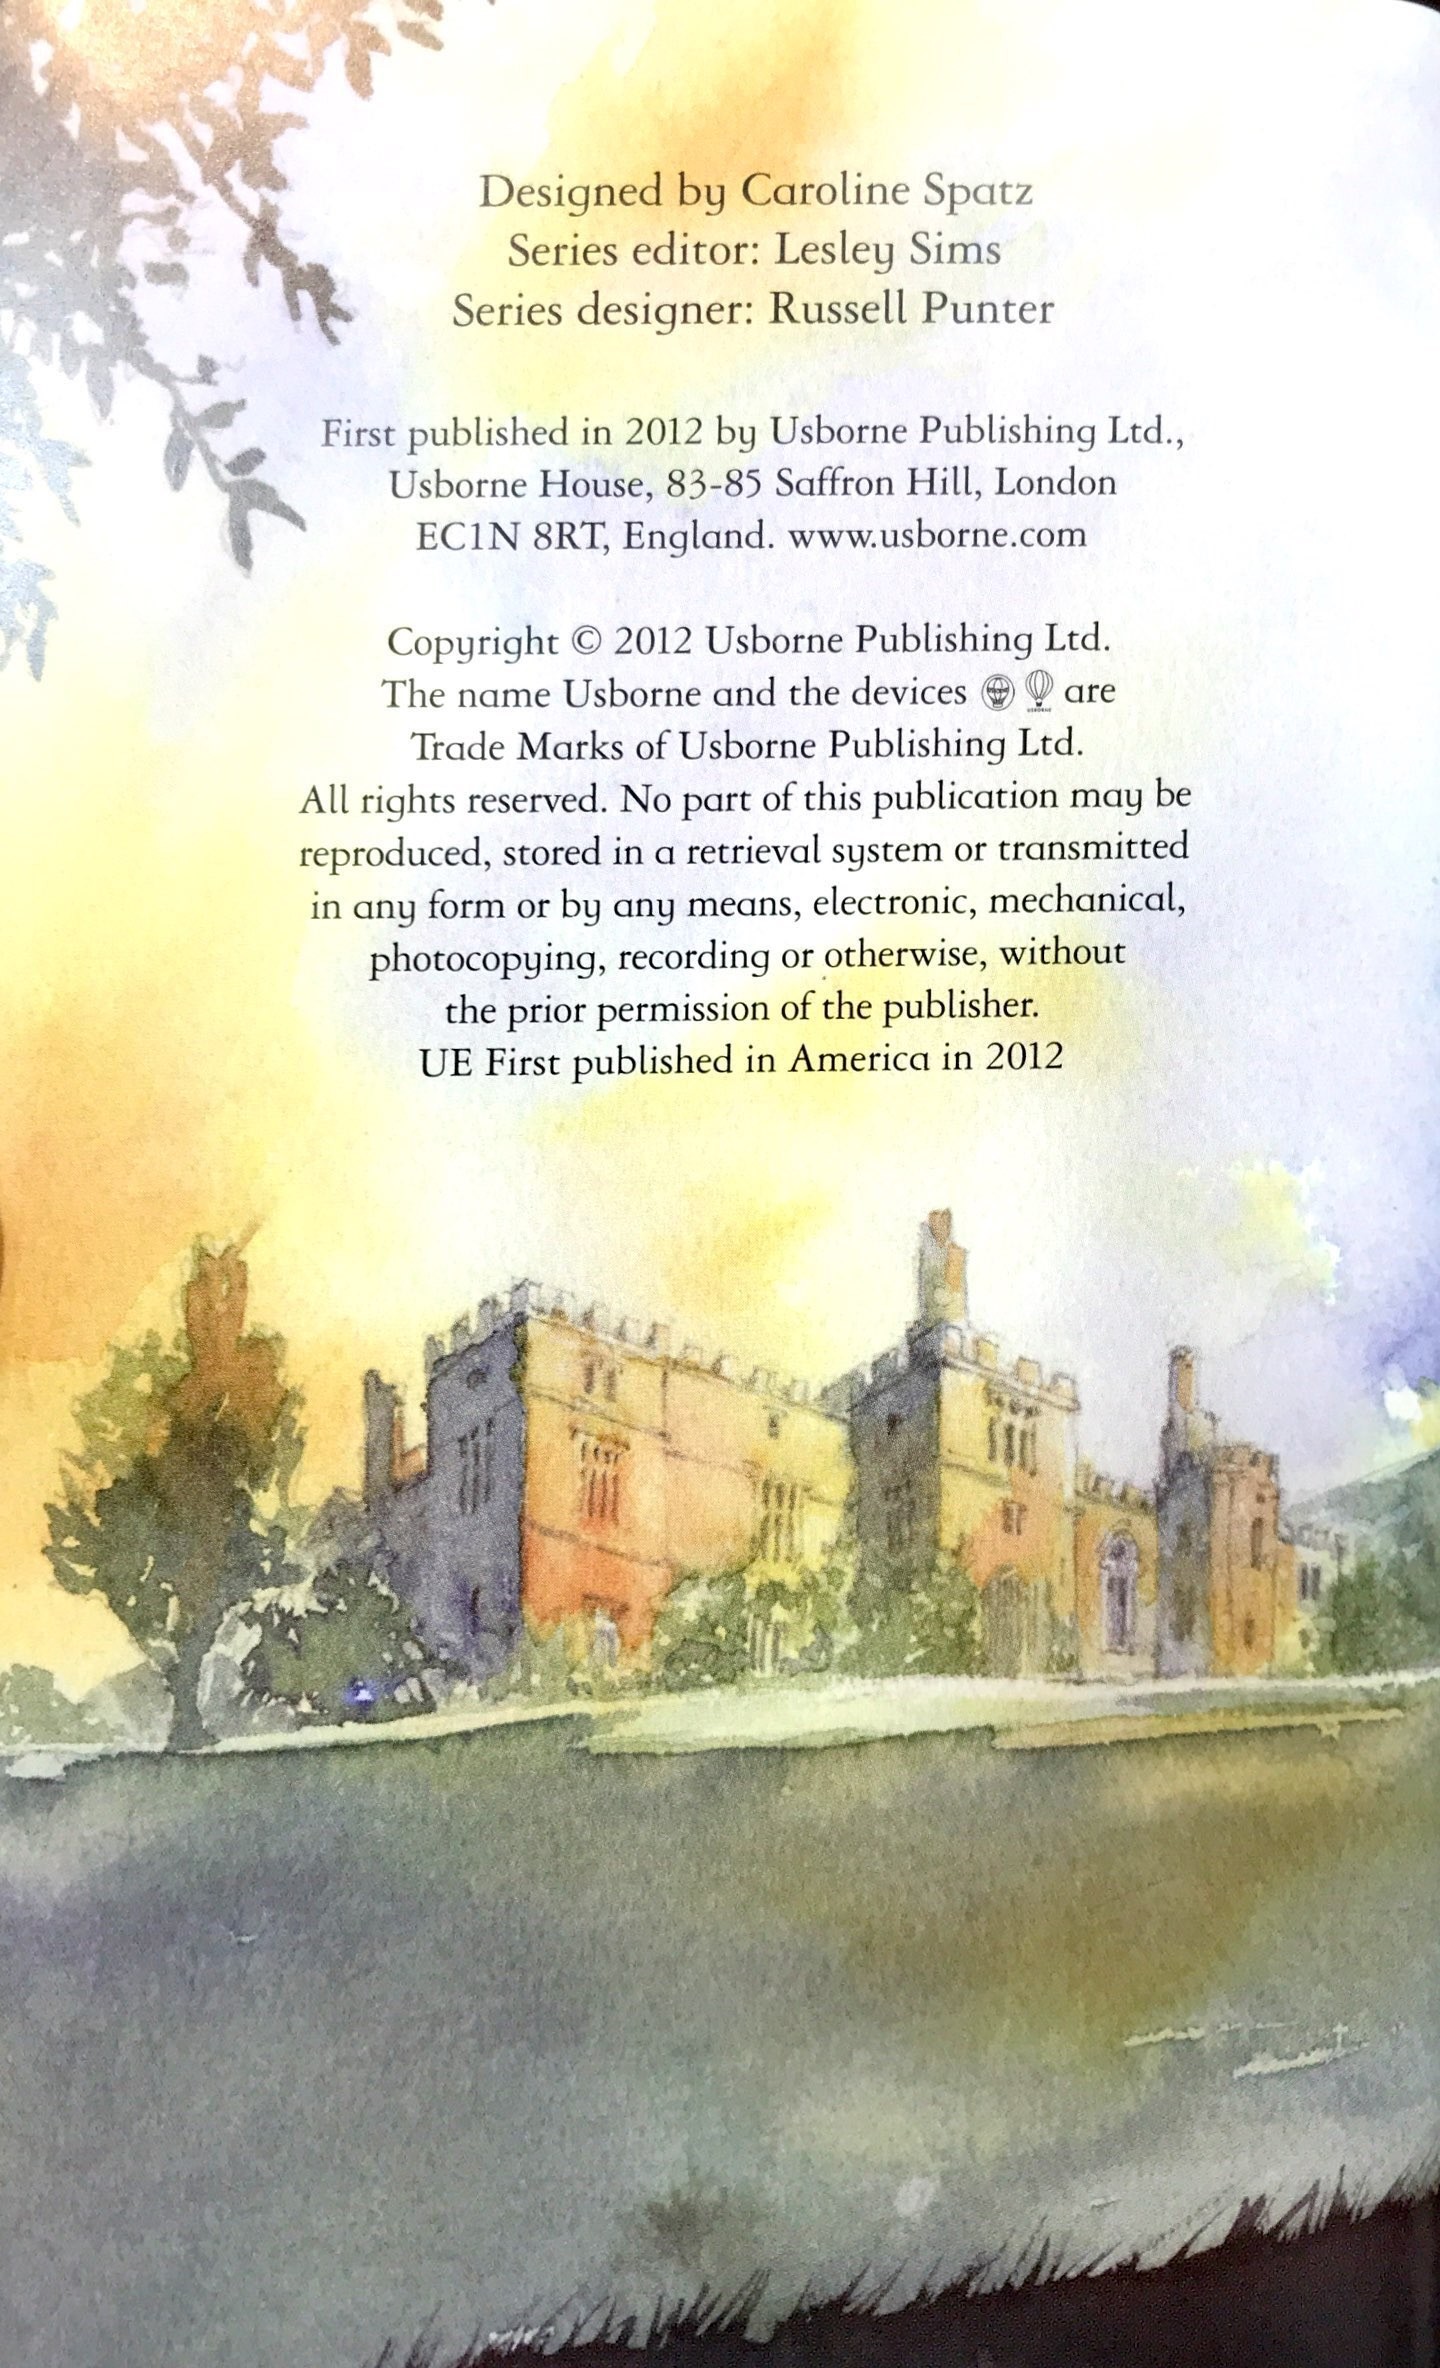 Designed by Caroline Spatz
Series editor: Lesley Sims
Series designer: Russell Punter
First published in 2012 by Usborne Publishing Ltd.,
Usborne House, 83-85 Saffron Hill, London
EC1N 8RT, England. www.usborne.com
Copyright © 2012 Usborne Publishing Ltd.
The name Usborne and the devices are
Trade Marks of Usborne Publishing Ltd.
All rights reserved. No part of this publication may be
reproduced, stored in a retrieval system or transmitted
in any form or by any means, electronic, mechanical,
photocopying, recording or otherwise, without
the prior permission of the publisher.
UE First published in America in 2012